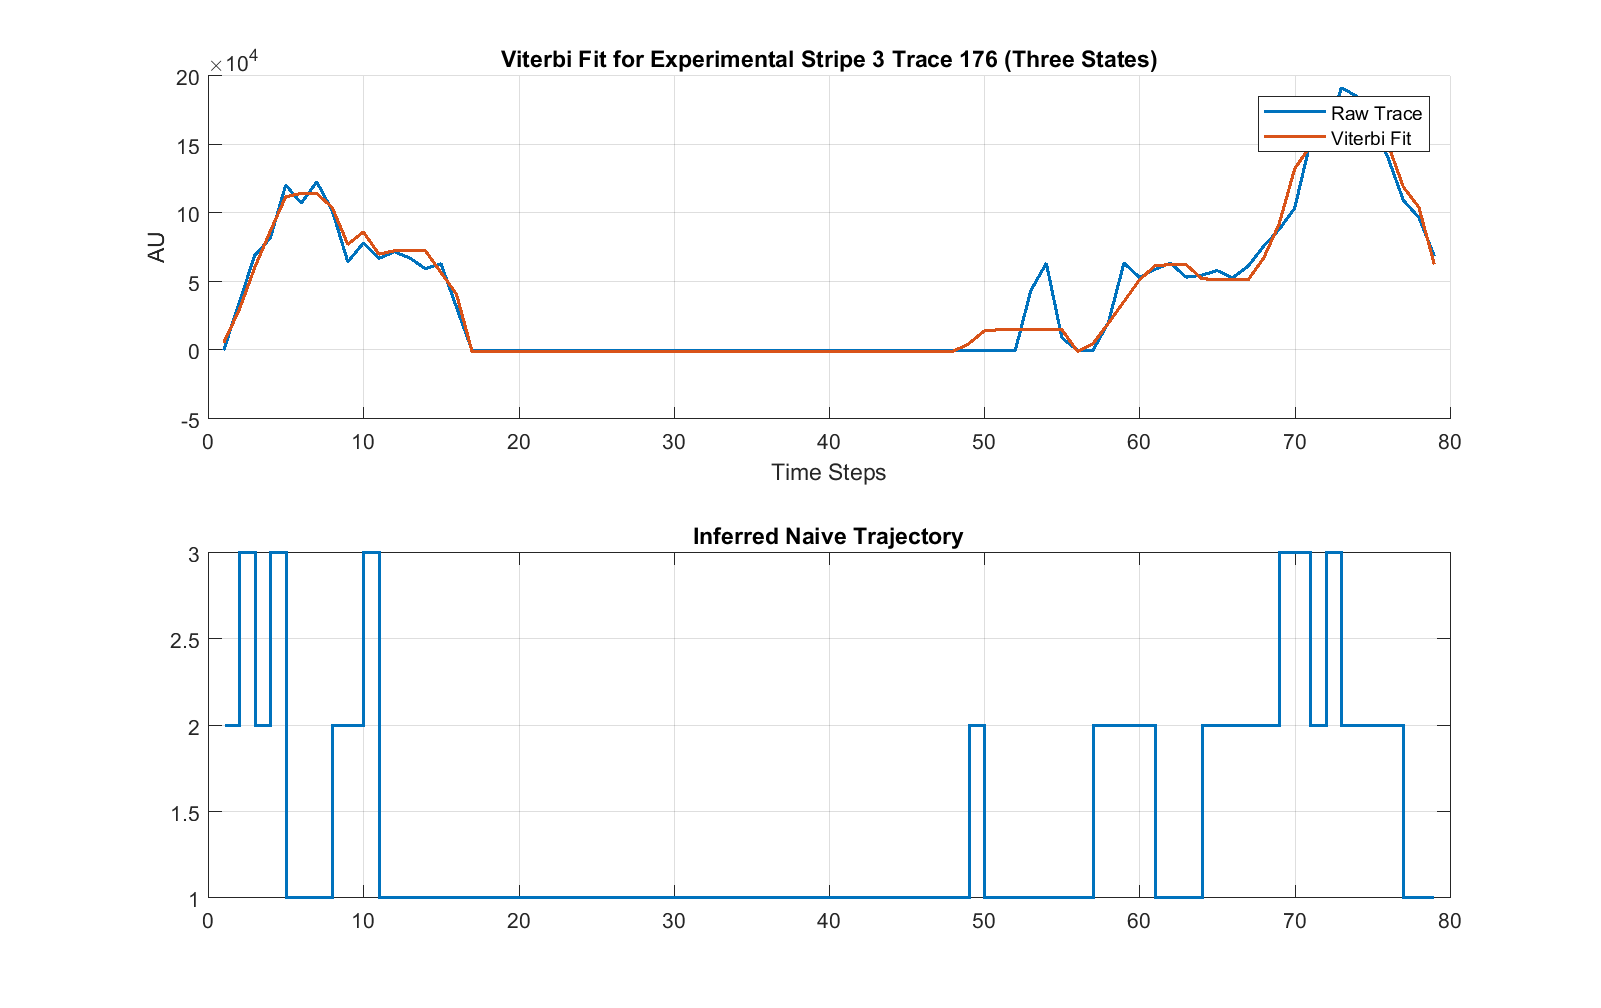 Viterbi Fit for Experimental Stripe 3 Trace 176 (Three States)
×10^4
20
15
10
5
0
-5
AU
Raw Trace
Viterbi Fit
0 10 20 30 40 50 60 70 80
Time Steps
Inferred Naive Trajectory
3
2.5
2
1.5
1
0 10 20 30 40 50 60 70 80